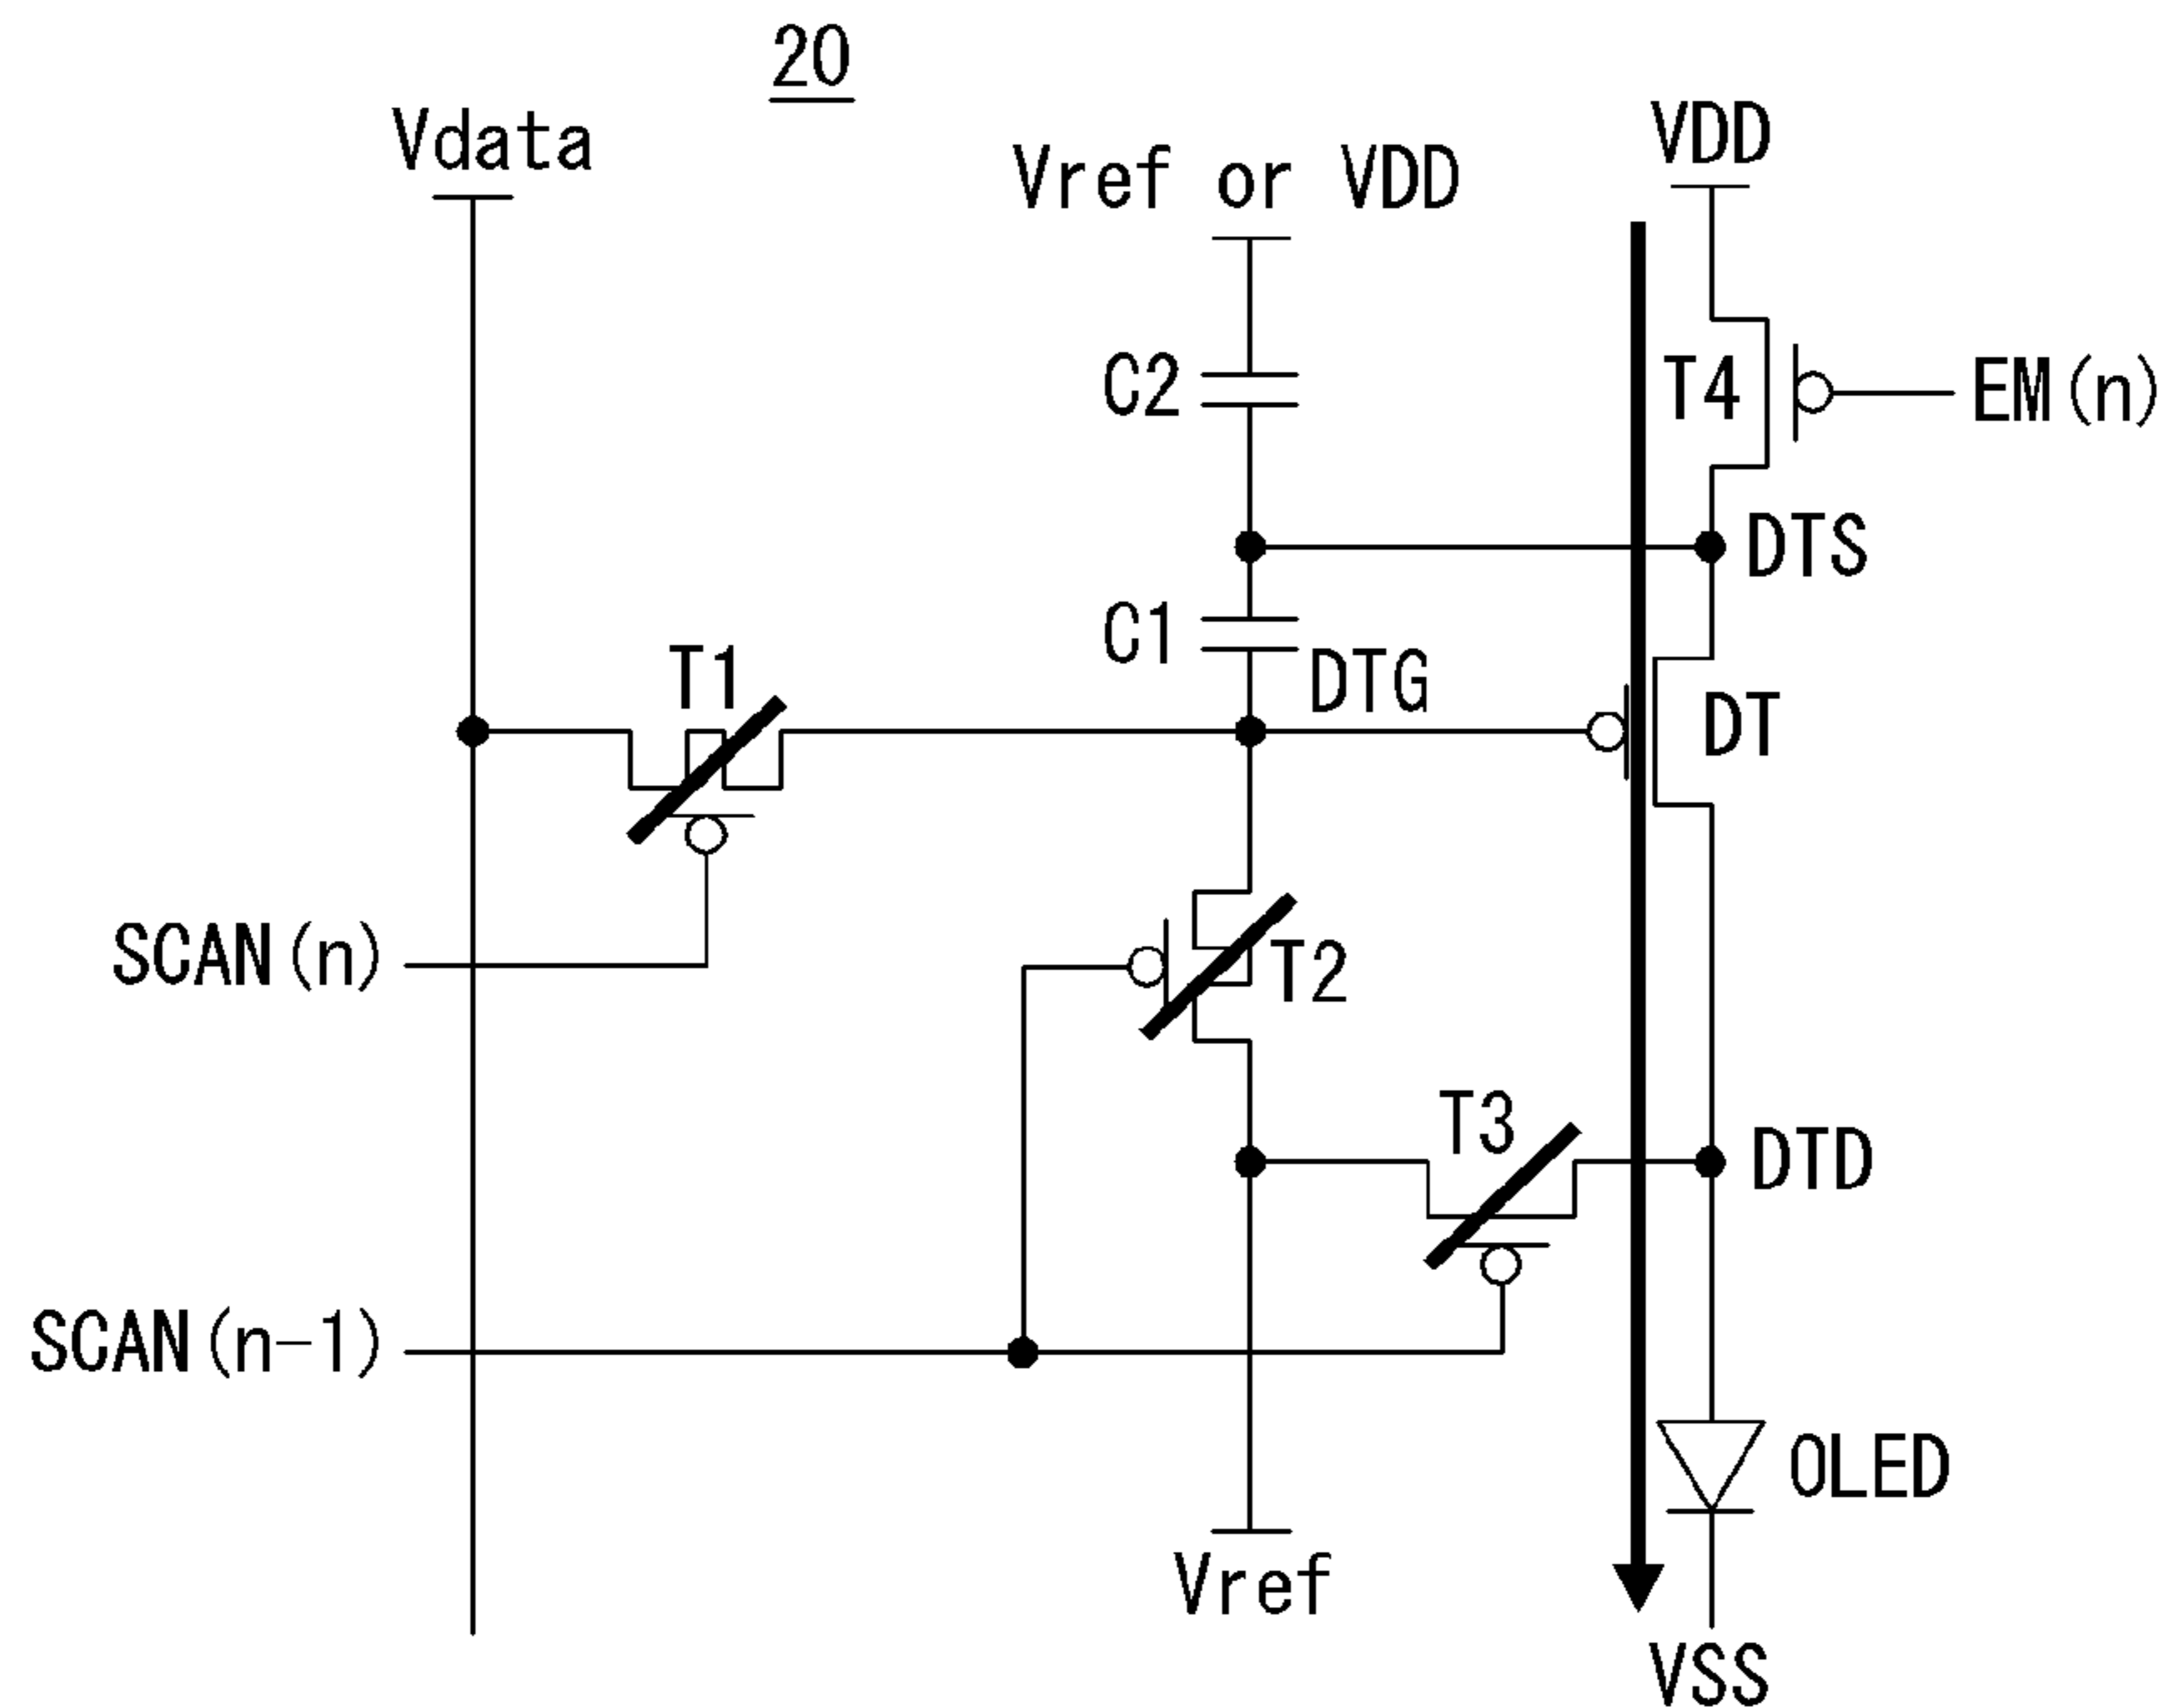 20
Vdata
VDD
Vref or VDD
C2
T4
EM(n)
DTS
C1
T1
DTG
DT
SCAN(n)
T2
T3
DTD
SCAN(n-1)
OLED
Vref
VSS